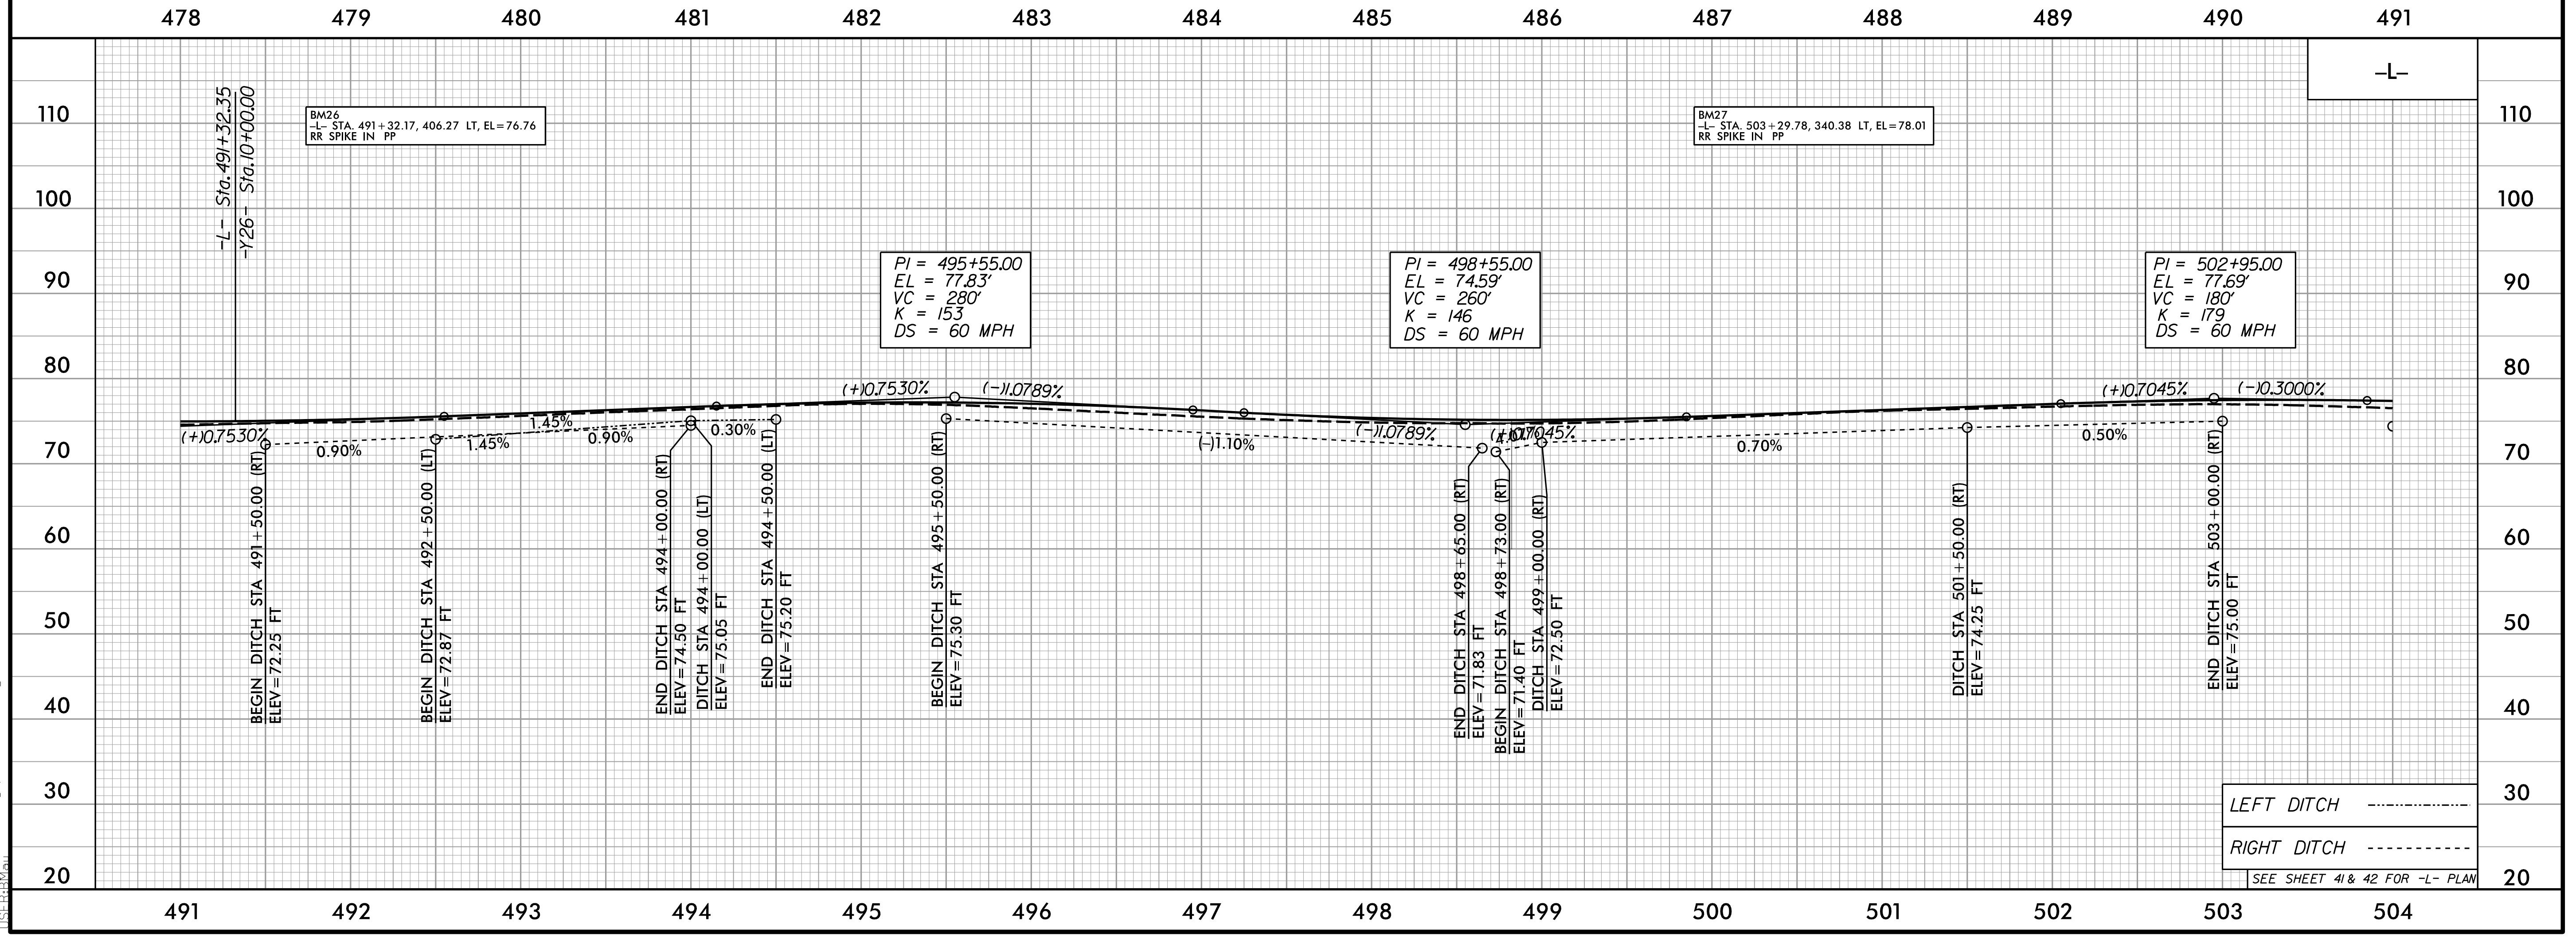 478 479 480 481 482 483 484 485 486 487 488 489 490 491
-L-
110 110
100 100
90 90
80 80
70 70
60 60
50 50
40 40
30 30
20 20
-L- Sta. 491+32.35
-Y26- Sta. 10+00.00
BM26
-L- STA. 491+32.17, 406.27 LT, EL=76.76
RR SPIKE IN PP
BM27
-L- STA. 503+29.78, 340.38 LT, EL=78.01
RR SPIKE IN PP
PI = 495+55.00
EL = 77.83'
VC = 280'
K = 153
DS = 60 MPH
PI = 498+55.00
EL = 74.59'
VC = 260'
K = 146
DS = 60 MPH
PI = 502+95.00
EL = 77.69'
VC = 180'
K = 179
DS = 60 MPH
(+)0.7530%
(-)1.0789%
(+)0.7045%
(-)0.3000%
(+)0.7530%
0.90%
1.45%
1.45%
0.90%
0.30%
(-)1.10%
(-)1.0789%
(+)0.7045%
0.70%
0.50%
BEGIN DITCH STA 491+50.00 (RT)
ELEV=72.25 FT
BEGIN DITCH STA 492+50.00 (LT)
ELEV=72.87 FT
END DITCH STA 494+00.00 (RT)
ELEV=74.50 FT
DITCH STA 494+00.00 (LT)
ELEV=75.05 FT
END DITCH STA 494+50.00 (LT)
ELEV=75.20 FT
BEGIN DITCH STA 495+50.00 (RT)
ELEV=75.30 FT
END DITCH STA 498+65.00 (RT)
ELEV=71.83 FT
BEGIN DITCH STA 498+73.00 (RT)
ELEV=71.40 FT
DITCH STA 499+00.00 (RT)
ELEV=72.50 FT
DITCH STA 501+50.00 (RT)
ELEV=74.25 FT
END DITCH STA 503+00.00 (RT)
ELEV=75.00 FT
LEFT DITCH
RIGHT DITCH
SEE SHEET 41 & 42 FOR -L- PLAN
491 492 493 494 495 496 497 498 499 500 501 502 503 504